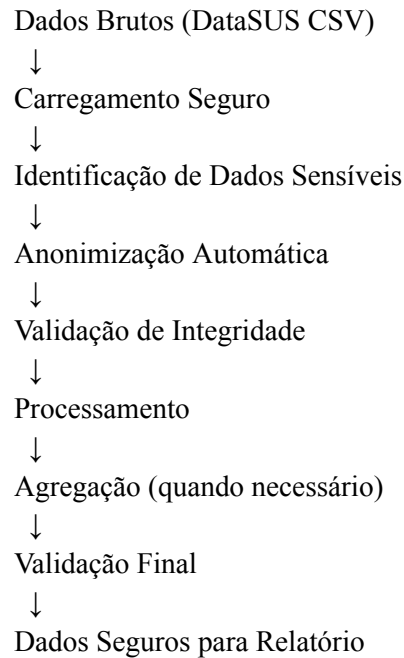 Dados Brutos (DataSUS CSV)
↓
Carregamento Seguro
↓
Identificação de Dados Sensíveis
↓
Anonimização Automática
↓
Validação de Integridade
↓
Processamento
↓
Agregação (quando necessário)
↓
Validação Final
↓
Dados Seguros para Relatório